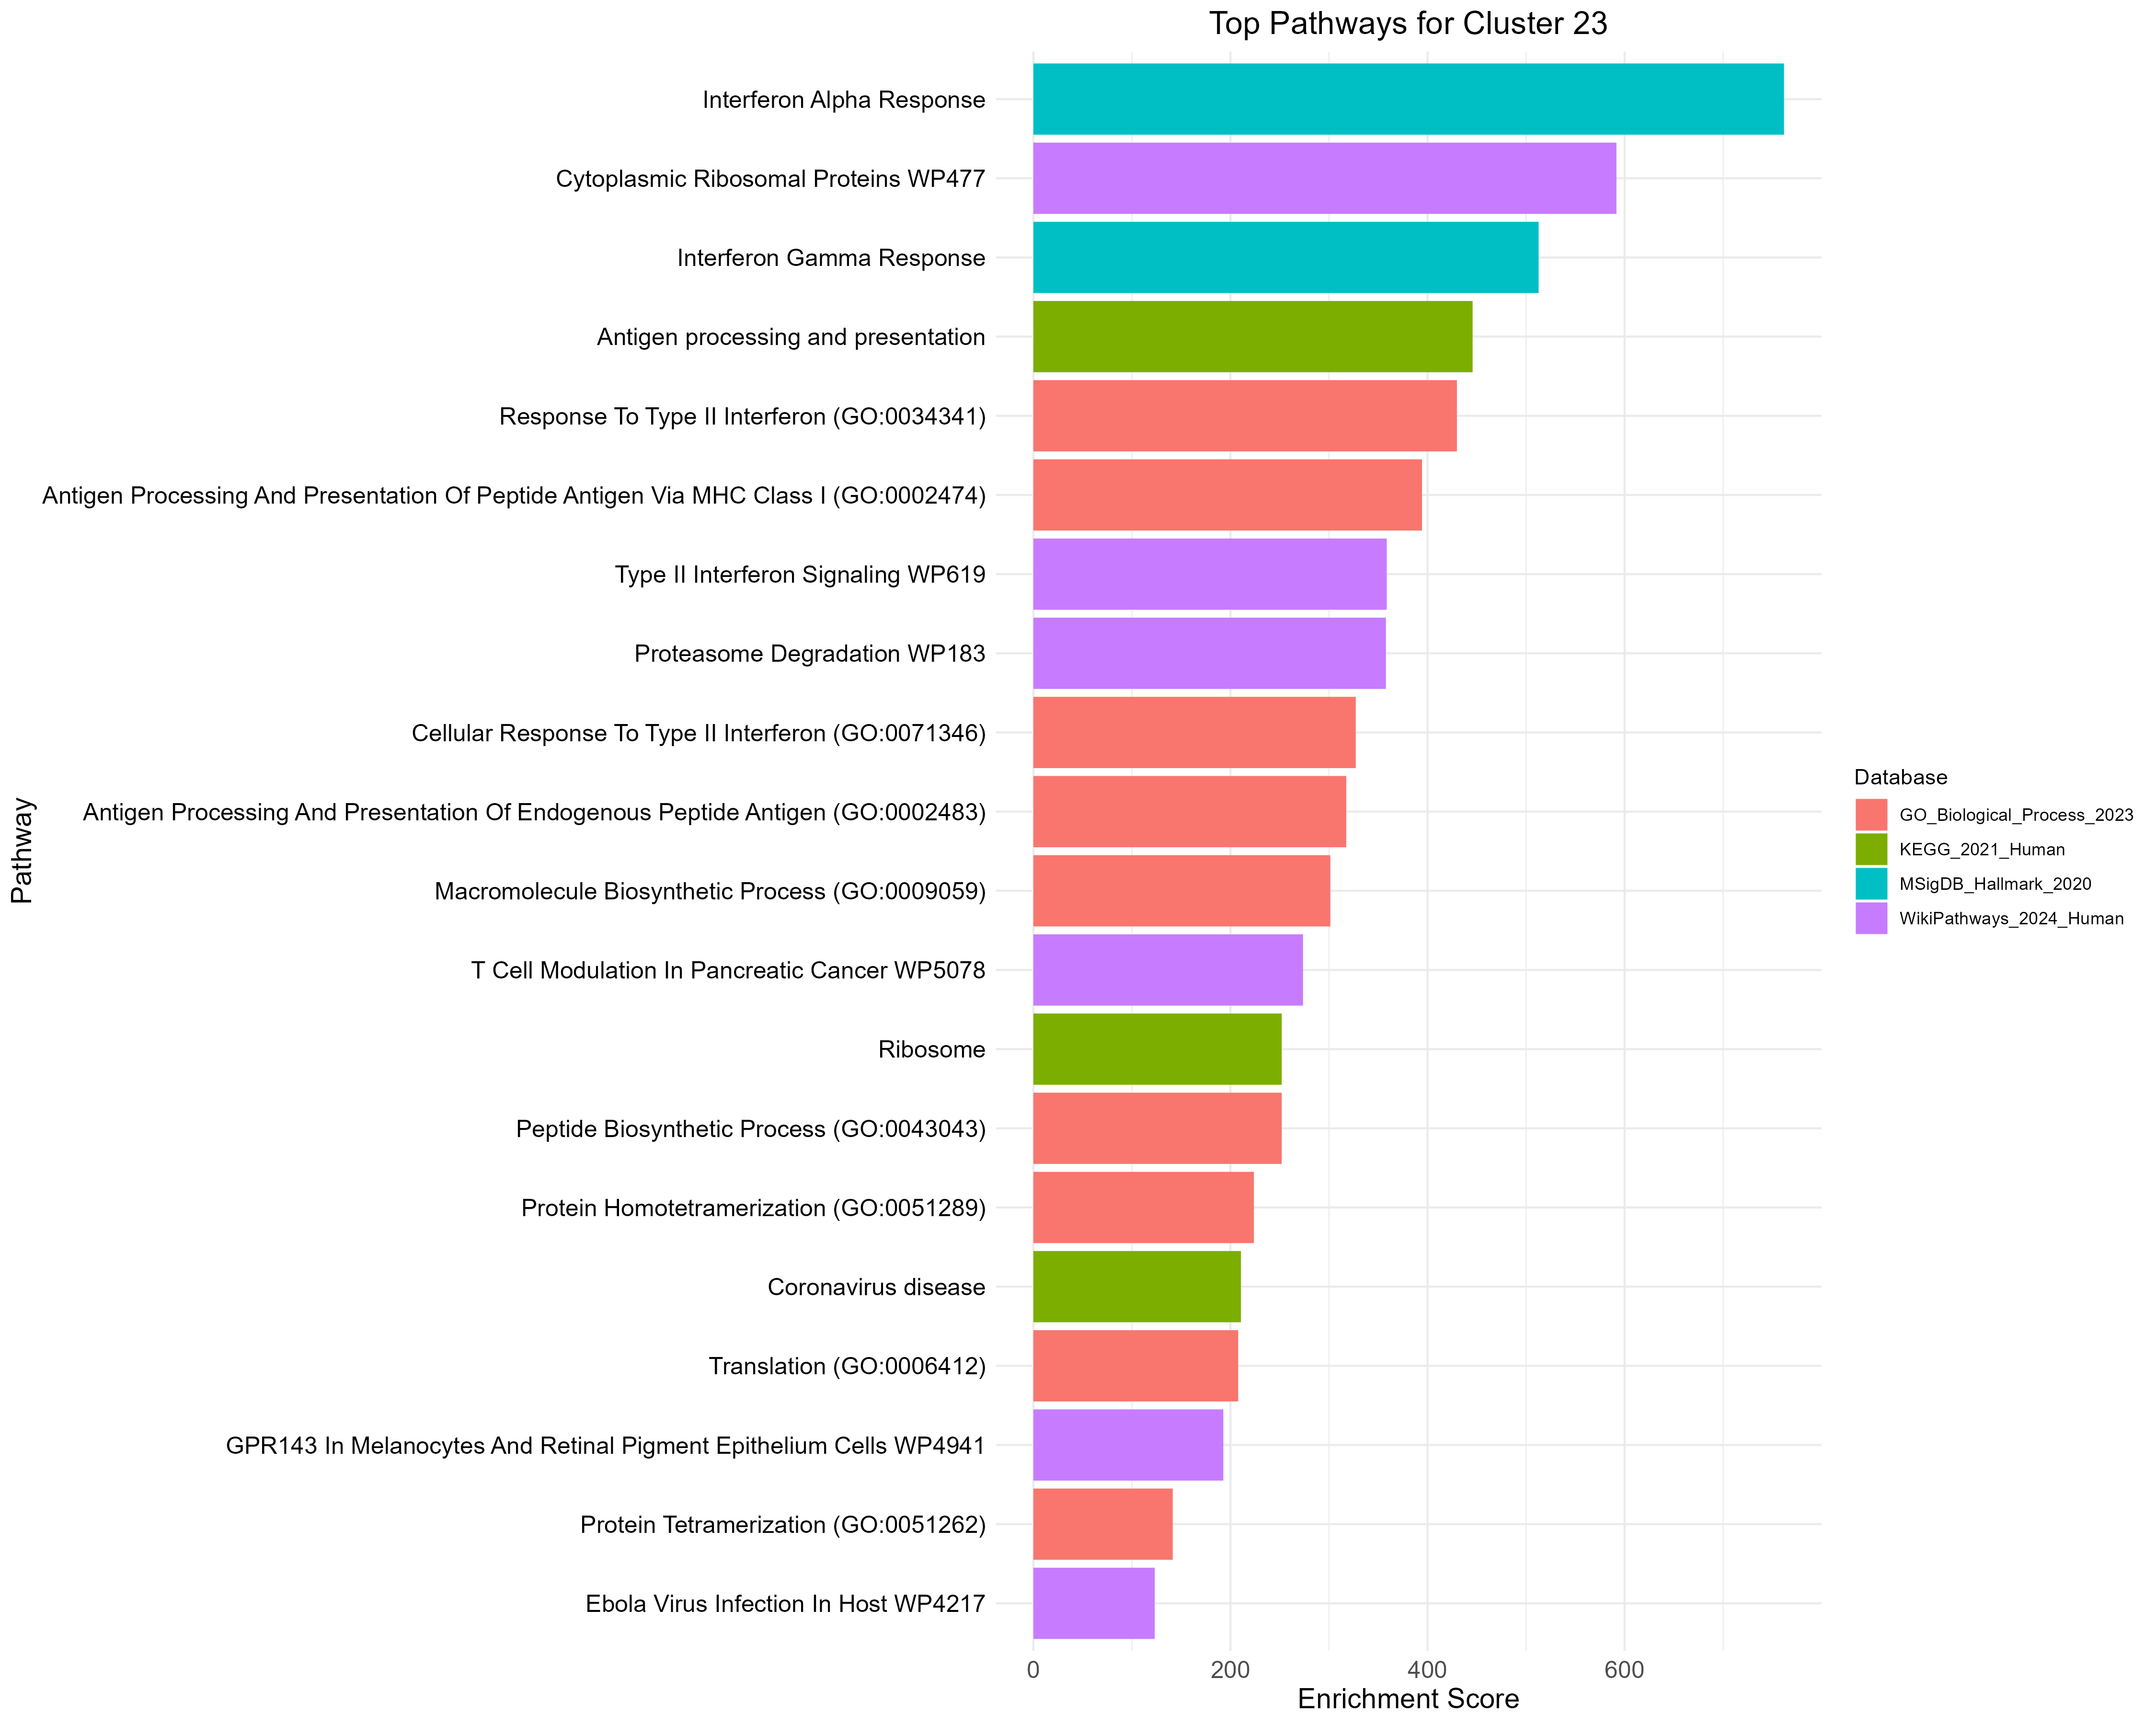 Top Pathways for Cluster 23
Pathway
Interferon Alpha Response
Cytoplasmic Ribosomal Proteins WP477
Interferon Gamma Response
Antigen processing and presentation
Response To Type II Interferon (GO:0034341)
Antigen Processing And Presentation Of Peptide Antigen Via MHC Class I (GO:0002474)
Type II Interferon Signaling WP619
Proteasome Degradation WP183
Cellular Response To Type II Interferon (GO:0071346)
Antigen Processing And Presentation Of Endogenous Peptide Antigen (GO:0002483)
Macromolecule Biosynthetic Process (GO:0009059)
T Cell Modulation In Pancreatic Cancer WP5078
Ribosome
Peptide Biosynthetic Process (GO:0043043)
Protein Homotetramerization (GO:0051289)
Coronavirus disease
Translation (GO:0006412)
GPR143 In Melanocytes And Retinal Pigment Epithelium Cells WP4941
Protein Tetramerization (GO:0051262)
Ebola Virus Infection In Host WP4217
0 200 400 600
Enrichment Score
Database
GO_Biological_Process_2023
KEGG_2021_Human
MSigDB_Hallmark_2020
WikiPathways_2024_Human